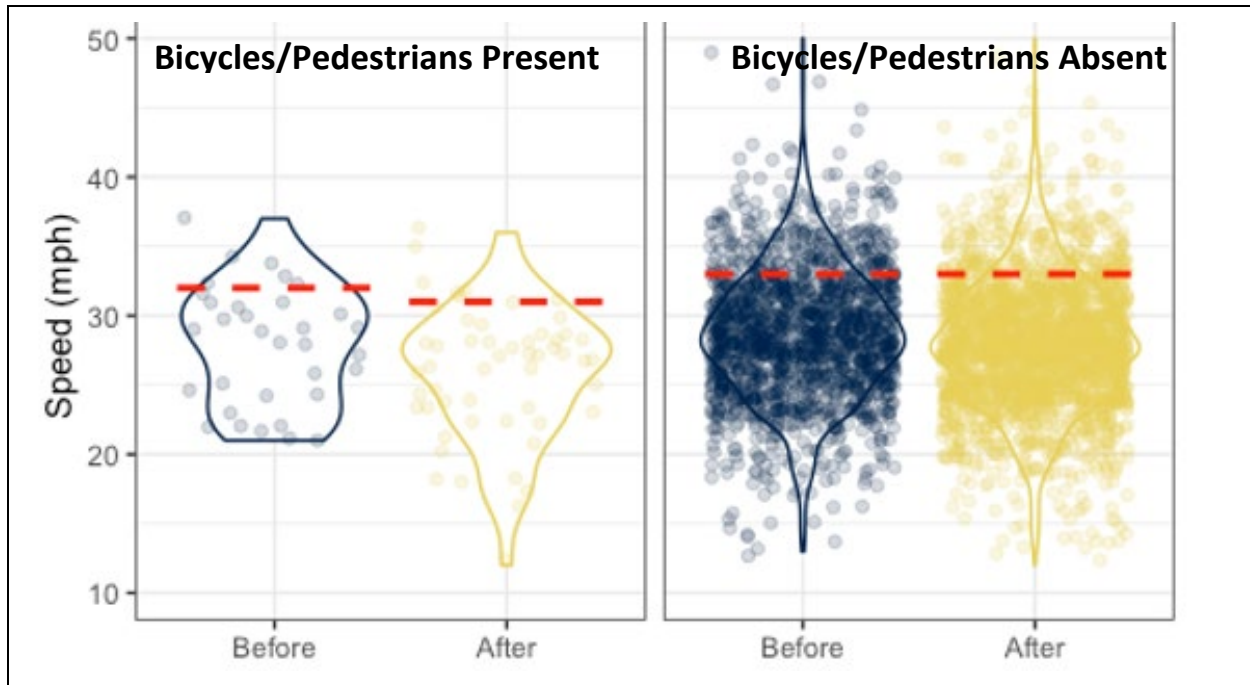 Bicycles/Pedestrians Present
Bicycles/Pedestrians Absent
50
40
30
20
10
Speed (mph)
Before
After
Before
After